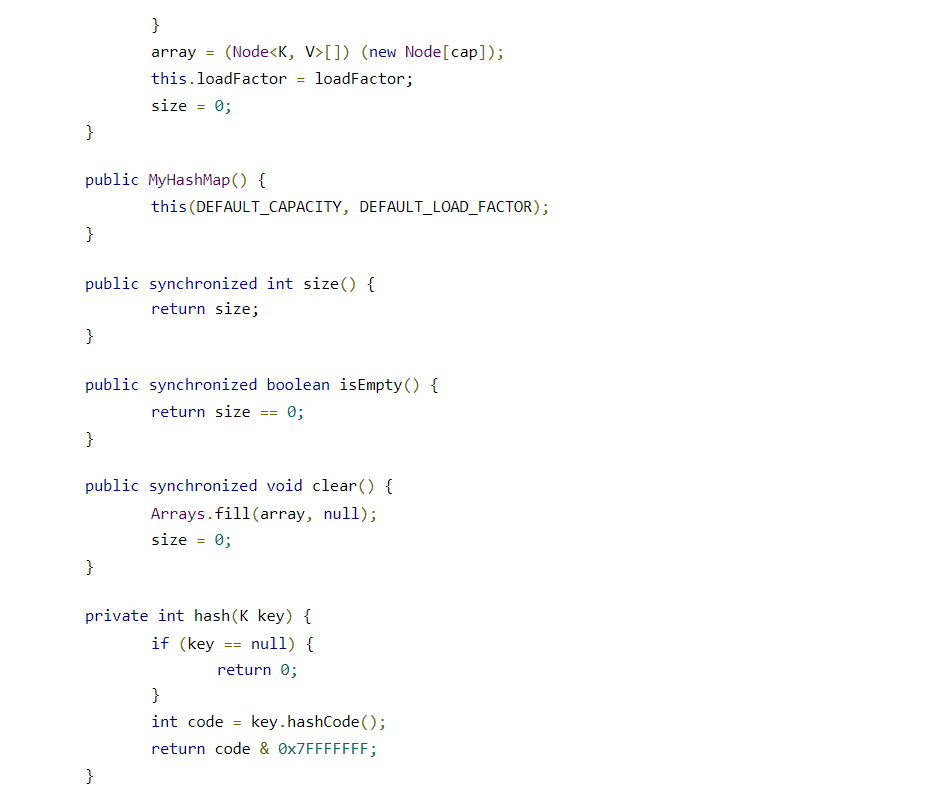 }
array = (Node<K, V>[]) (new Node[cap]);
this.loadFactor = loadFactor;
size = 0;
}
public MyHashMap() {
this(DEFAULT_CAPACITY, DEFAULT_LOAD_FACTOR);
}
public synchronized int size() {
return size;
}
public synchronized boolean isEmpty() {
return size == 0;
}
public synchronized void clear() {
Arrays.fill(array, null);
size = 0;
}
private int hash(K key) {
if (key == null) {
return 0;
}
int code = key.hashCode();
return code & 0x7FFFFFFF;
}